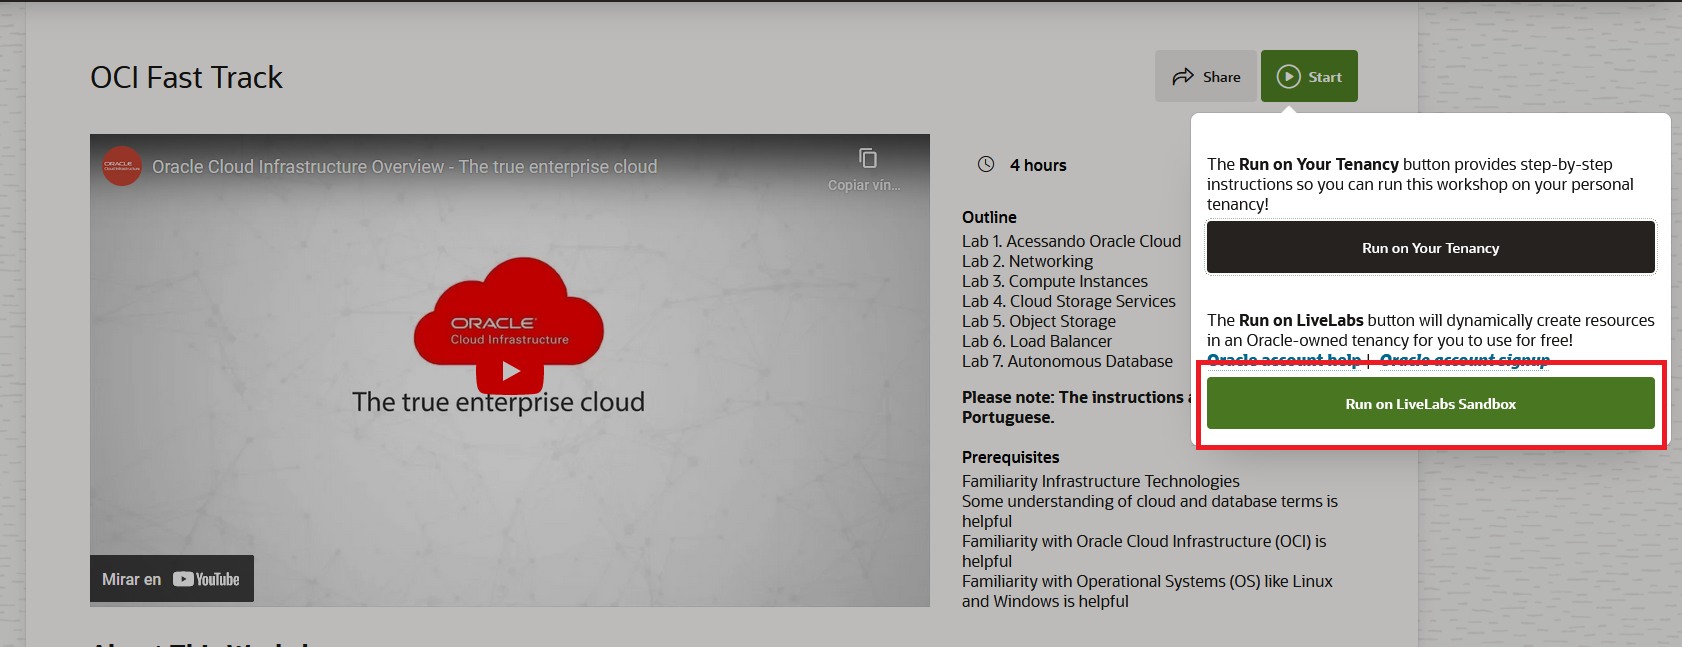 OCI Fast Track
Share
Start
Oracle Cloud Infrastructure Overview - The true enterprise cloud
Copiar vín...
ORACLE
Cloud Infrastructure
The true enterprise cloud
Mirar en YouTube
4 hours
Outline
Lab 1. Acessando Oracle Cloud
Lab 2. Networking
Lab 3. Compute Instances
Lab 4. Cloud Storage Services
Lab 5. Object Storage
Lab 6. Load Balancer
Lab 7. Autonomous Database
Please note: The instructions
Portuguese.
Prerequisites
Familiarity Infrastructure Technologies
Some understanding of cloud and database terms is
helpful
Familiarity with Oracle Cloud Infrastructure (OCI) is
helpful
Familiarity with Operational Systems (OS) like Linux
and Windows is helpful
The Run on Your Tenancy button provides step-by-step
instructions so you can run this workshop on your personal
tenancy!
Run on Your Tenancy
The Run on LiveLabs button will dynamically create resources
in an Oracle-owned tenancy for you to use for free!
Oracle account help | Oracle account signup
Run on LiveLabs Sandbox